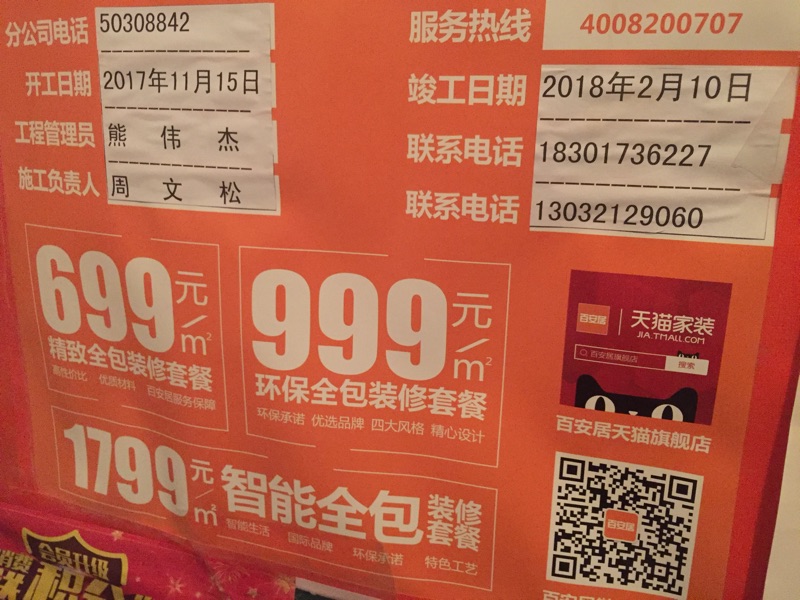 分公司电话 50308842
服务热线 4008200707
开工日期 2017年11月15日
竣工日期 2018年2月10日
工程管理员 熊 伟 杰
联系电话 18301736227
施工负责人 周 文 松
联系电话 13032129060
699元/㎡
精致全包装修套餐
高性价比 优质材料 百安居服务保障
999元/㎡
环保全包装修套餐
环保承诺 优选品牌 四大风格 精心设计
百安居 天猫家装
JIA.TMALL.COM
百安居旗舰店 搜索
百安居天猫旗舰店
1799元/㎡ 智能全包装修套餐
智能生活 国际品牌 环保承诺 特色工艺
百安居
会员升级